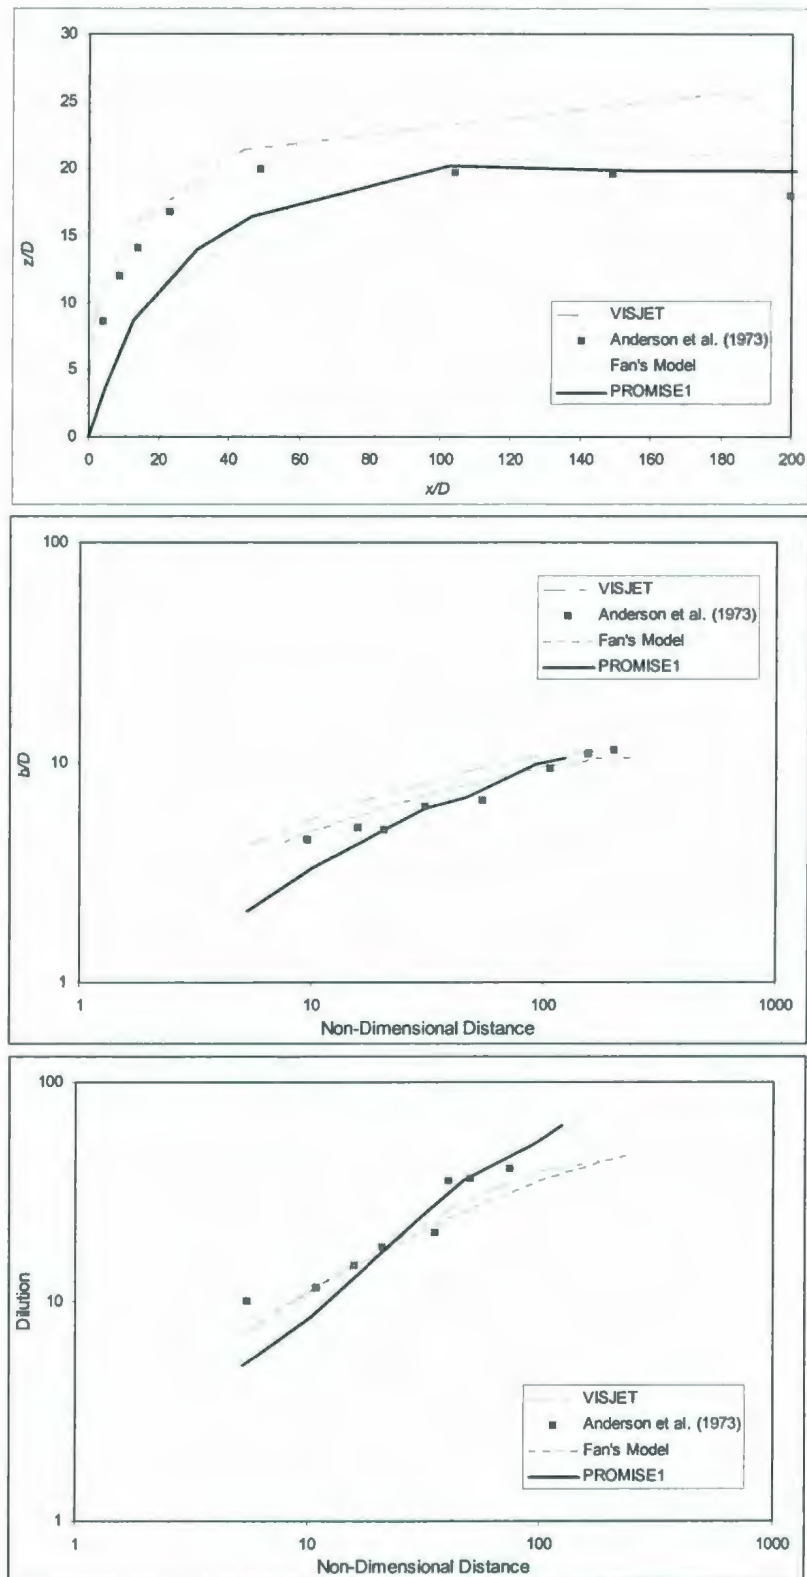 30
25
20
15
10
5
0
z/D
0 20 40 60 80 100 120 140 160 180 200
x/D
VISJET
Anderson et al. (1973)
Fan's Model
PROMISE1
100
10
1
b/D
1 10 100 1000
Non-Dimensional Distance
VISJET
Anderson et al. (1973)
Fan's Model
PROMISE1
100
10
1
Dilution
1 10 100 1000
Non-Dimensional Distance
VISJET
Anderson et al. (1973)
Fan's Model
PROMISE1